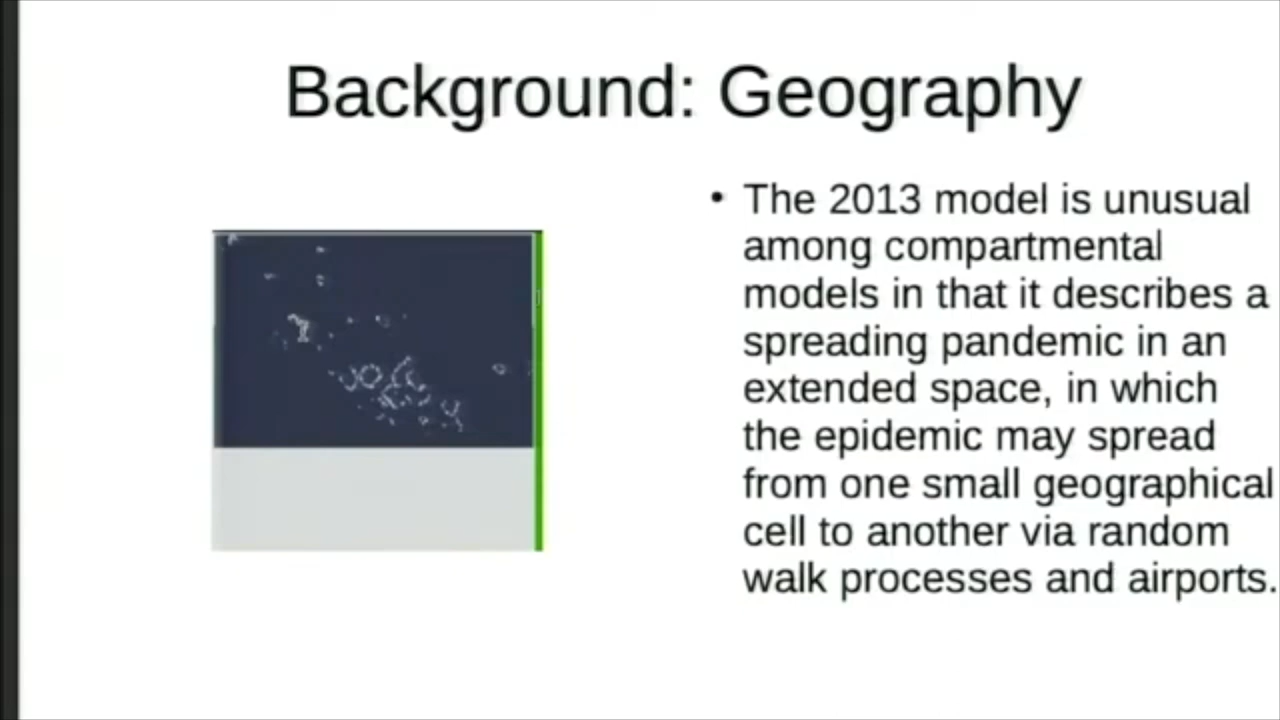 Background: Geography
• The 2013 model is unusual
among compartmental
models in that it describes a
spreading pandemic in an
extended space, in which
the epidemic may spread
from one small geographical
cell to another via random
walk processes and airports.